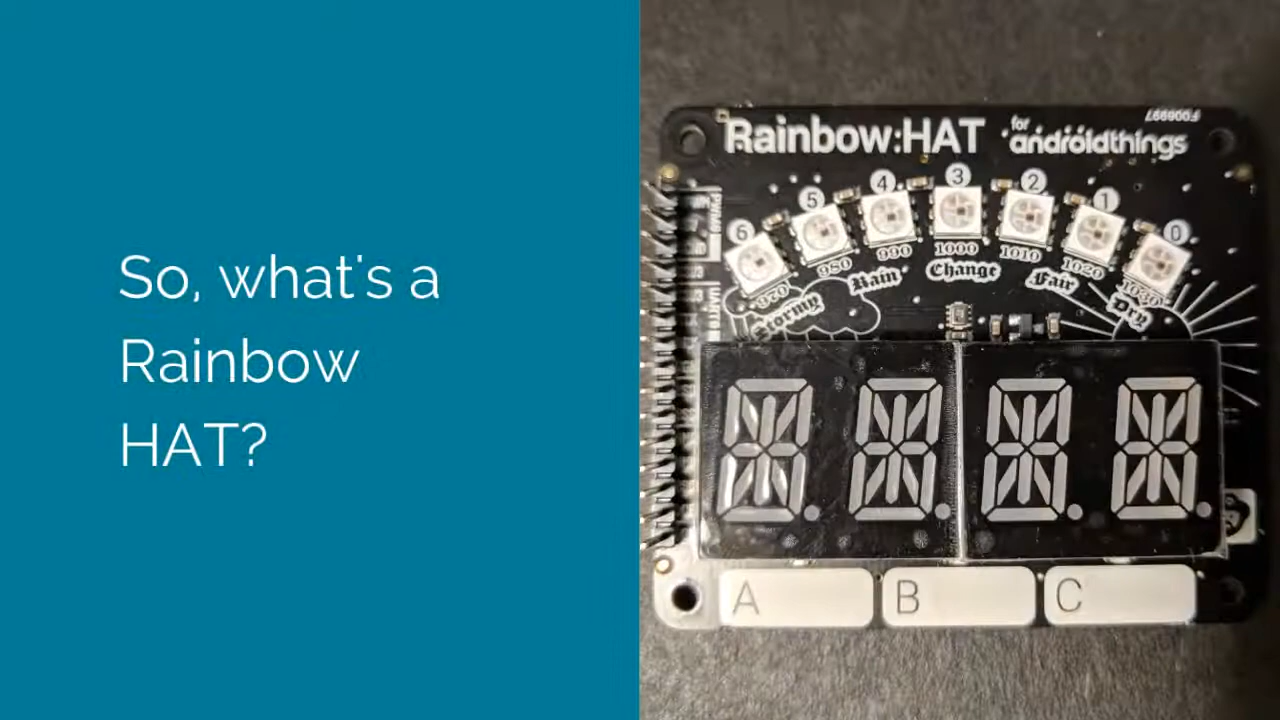 So, what's a
Rainbow
HAT?
Rainbow:HAT for androidthings
F006997
6 5 4 3 2 1 0
970 980 990 1000 1010 1020 1030
Stormy Rain Change Fair Dry
A B C